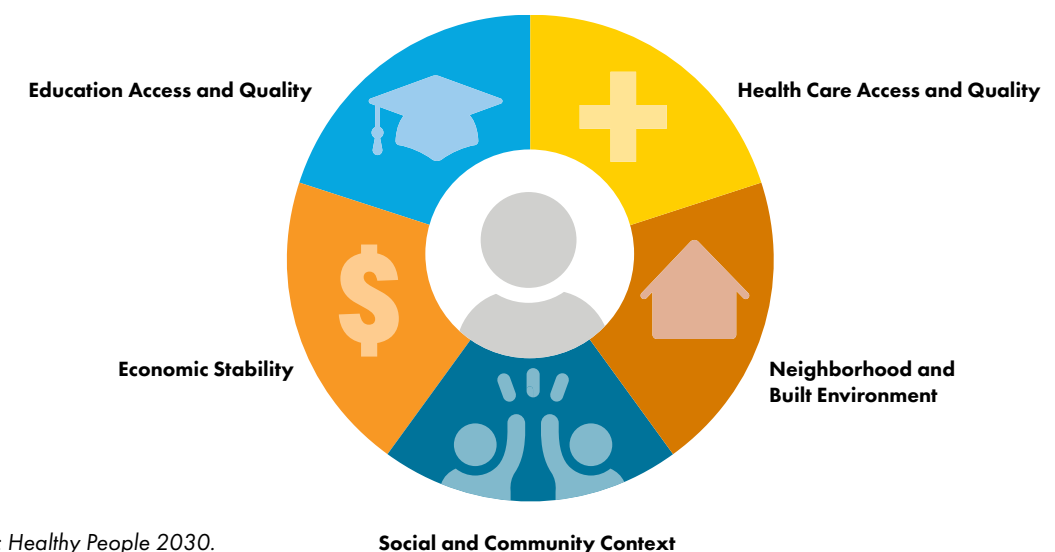 Education Access and Quality
Health Care Access and Quality
$
Economic Stability
Neighborhood and
Built Environment
Healthy People 2030.
Social and Community Context